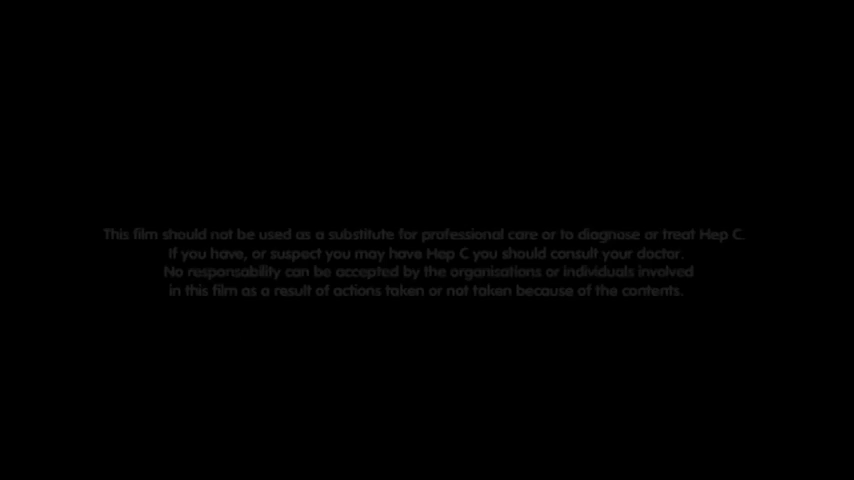 This film should not be used as a substitute for professional care or to diagnose or treat Hep C.
If you have, or suspect you may have Hep C you should consult your doctor.
No responsability can be accepted by the organisations or individuals involved
in this film as a result of actions taken or not taken because of the contents.